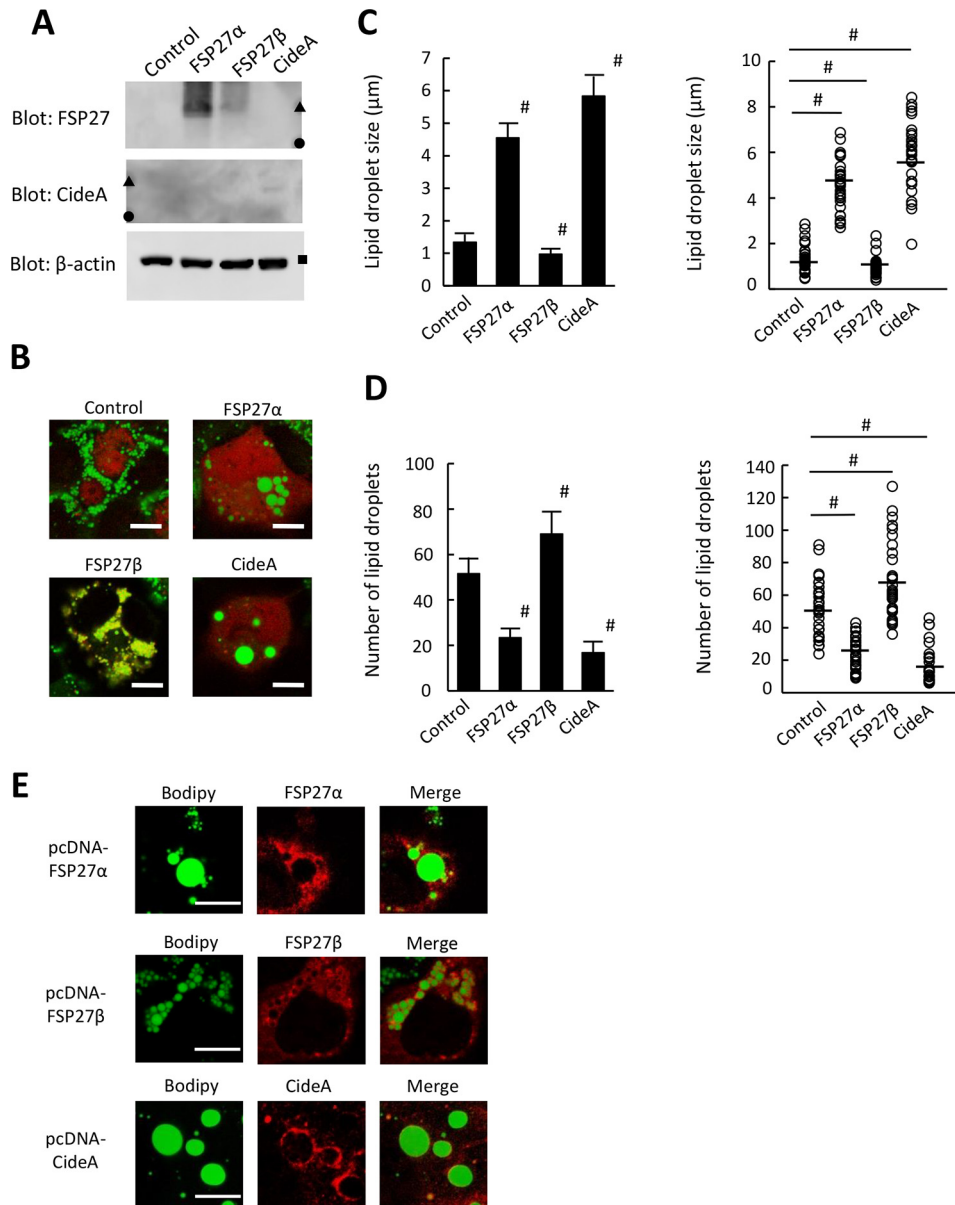 A
Control
FSP27α
FSP27β
CideA
Blot: FSP27
Blot: CideA
Blot: β-actin
C
Lipid droplet size (μm)
7
6
5
4
3
2
1
0
#
#
#
Control
FSP27α
FSP27β
CideA
Lipid droplet size (μm)
10
8
6
4
2
0
#
#
#
Control
FSP27α
FSP27β
CideA
B
Control
FSP27α
FSP27β
CideA
D
Number of lipid droplets
100
80
60
40
20
0
#
#
#
Control
FSP27α
FSP27β
CideA
Number of lipid droplets
140
120
100
80
60
40
20
0
#
#
#
Control
FSP27α
FSP27β
CideA
E
Bodipy
FSP27α
Merge
pcDNA-
FSP27α
Bodipy
FSP27β
Merge
pcDNA-
FSP27β
Bodipy
CideA
Merge
pcDNA-
CideA